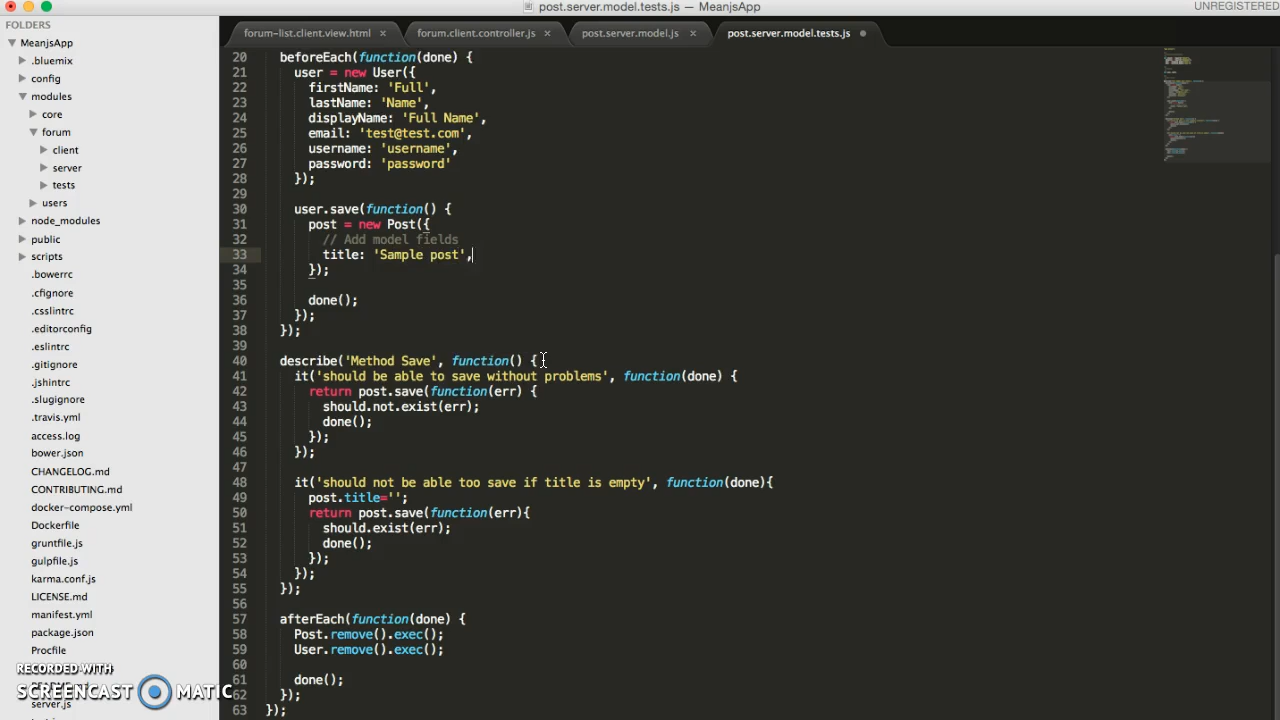 post.server.model.tests.js — MeanjsApp
UNREGISTERED
FOLDERS
MeanjsApp
.bluemix
config
modules
core
forum
client
server
tests
users
node_modules
public
scripts
.bowerrc
.cfignore
.csslintrc
.editorconfig
.eslintrc
.gitignore
.jshintrc
.slugignore
.travis.yml
access.log
bower.json
CHANGELOG.md
CONTRIBUTING.md
docker-compose.yml
Dockerfile
gruntfile.js
gulpfile.js
karma.conf.js
LICENSE.md
manifest.yml
package.json
Procfile
server.js
RECORDED WITH
SCREENCAST MATIC
forum-list.client.view.html × forum.client.controller.js × post.server.model.js × post.server.model.tests.js
20 beforeEach(function(done) {
21 user = new User({
22 firstName: 'Full',
23 lastName: 'Name',
24 displayName: 'Full Name',
25 email: 'test@test.com',
26 username: 'username',
27 password: 'password'
28 });
29
30 user.save(function() {
31 post = new Post({
32 // Add model fields
33 title: 'Sample post',
34 });
35
36 done();
37 });
38 });
39
40 describe('Method Save', function() {
41 it('should be able to save without problems', function(done) {
42 return post.save(function(err) {
43 should.not.exist(err);
44 done();
45 });
46 });
47
48 it('should not be able too save if title is empty', function(done){
49 post.title='';
50 return post.save(function(err){
51 should.exist(err);
52 done();
53 });
54 });
55 });
56
57 afterEach(function(done) {
58 Post.remove().exec();
59 User.remove().exec();
60
61 done();
62 });
63 });